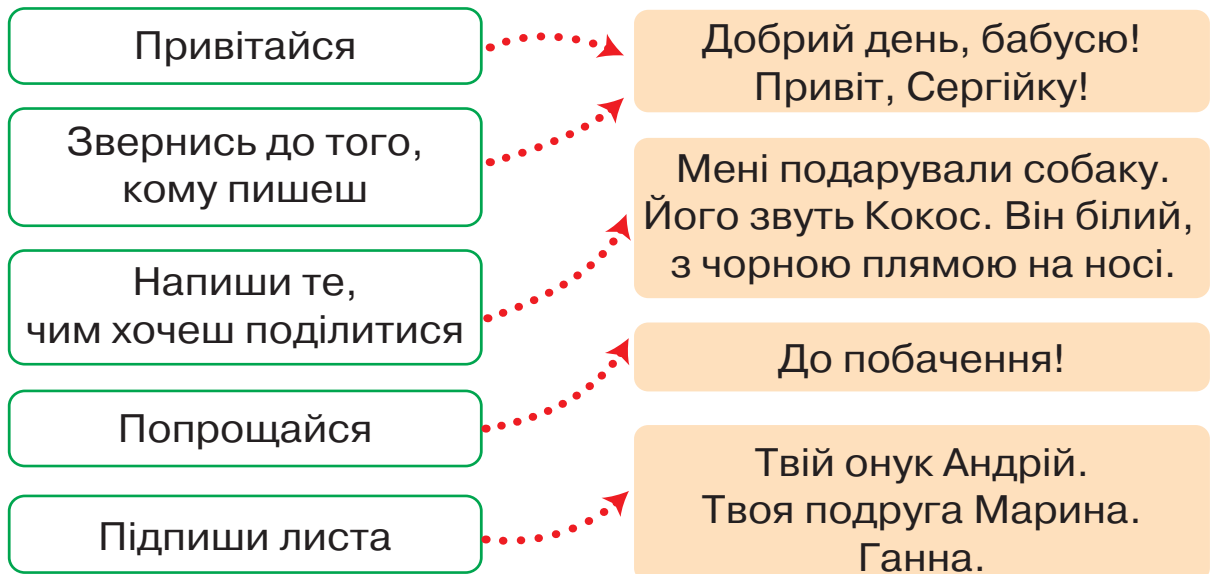 Привітайся
Добрий день, бабусю!
Привіт, Сергійку!
Звернись до того,
кому пишеш
Мені подарували собаку.
Його звуть Кокос. Він білий,
з чорною плямою на носі.
Напиши те,
чим хочеш поділитися
До побачення!
Попрощайся
Твій онук Андрій.
Твоя подруга Марина.
Ганна.
Підпиши листа